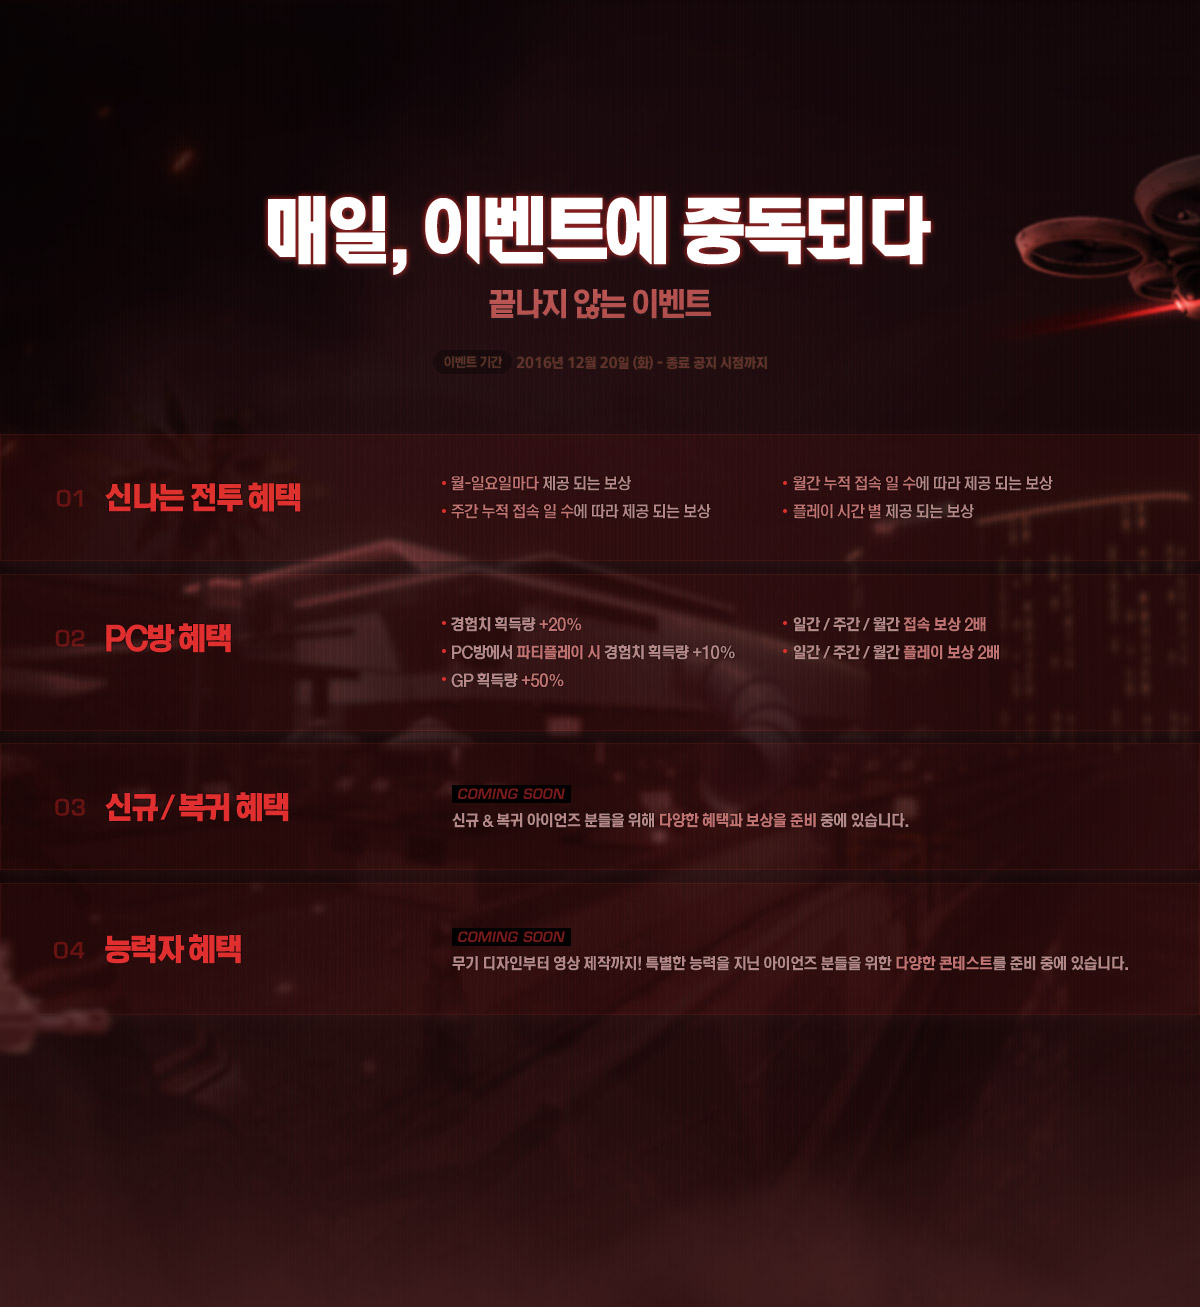 매일, 이벤트에 중독되다
끝나지 않는 이벤트
이벤트 기간 2016년 12월 20일 (화) - 종료 공지 시점까지
01 신나는 전투 혜택
• 월-일요일마다 제공 되는 보상
• 주간 누적 접속 일 수에 따라 제공 되는 보상
• 월간 누적 접속 일 수에 따라 제공 되는 보상
• 플레이 시간 별 제공 되는 보상
02 PC방 혜택
• 경험치 획득량 +20%
• PC방에서 파티플레이 시 경험치 획득량 +10%
• GP 획득량 +50%
• 일간 / 주간 / 월간 접속 보상 2배
• 일간 / 주간 / 월간 플레이 보상 2배
03 신규 / 복귀 혜택
COMING SOON
신규 & 복귀 아이언즈 분들을 위해 다양한 혜택과 보상을 준비 중에 있습니다.
04 능력자 혜택
COMING SOON
무기 디자인부터 영상 제작까지! 특별한 능력을 지닌 아이언즈 분들을 위한 다양한 콘테스트를 준비 중에 있습니다.